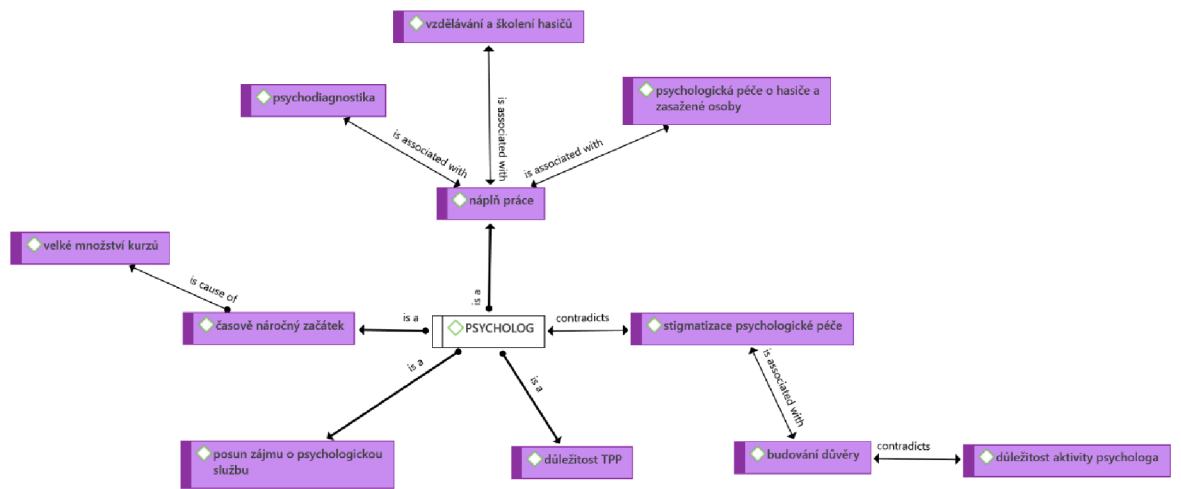 vzdělávání a školení hasičů
psychodiagnostika
psychologická péče o hasiče a
zasažené osoby
is associated with
is associated with
is associated with
náplň práce
velké množství kurzů
is cause of
is a
časově náročný začátek
is a
PSYCHOLOG
contradicts
stigmatizace psychologické péče
is a
is a
is associated with
posun zájmu o psychologickou
službu
důležitost TPP
budování důvěry
contradicts
důležitost aktivity psychologa